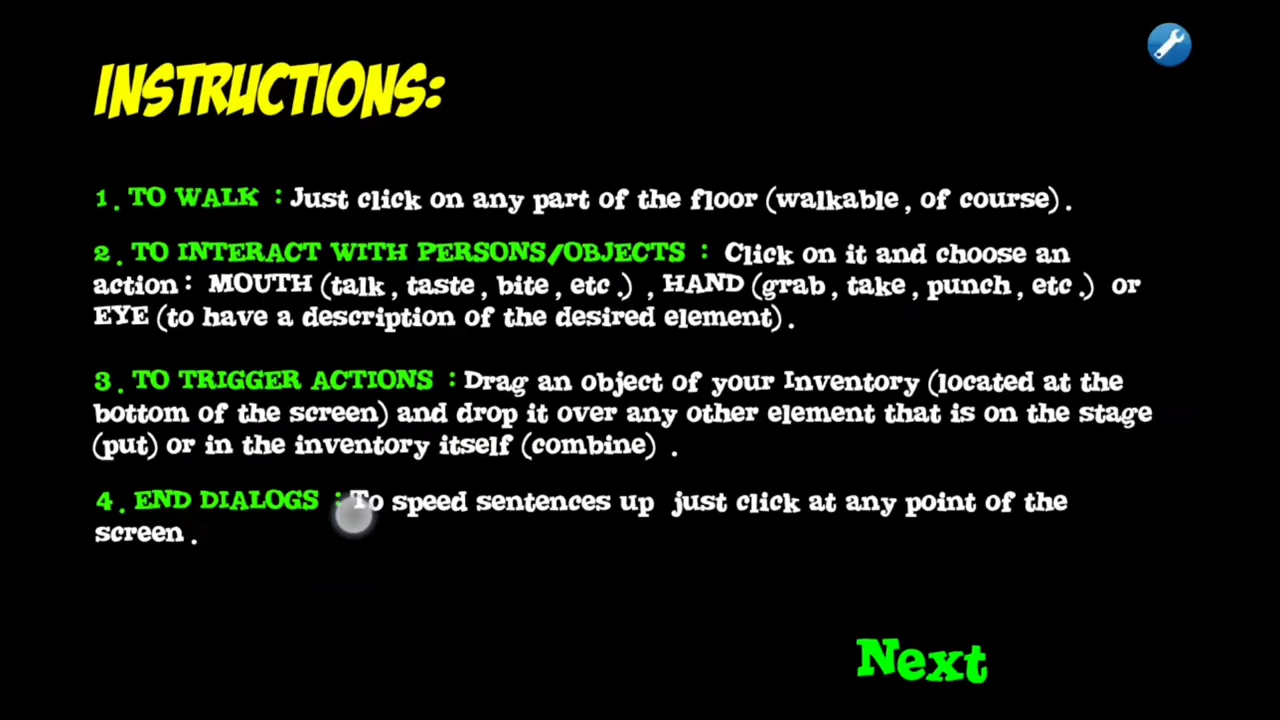 INSTRUCTIONS:
1. TO WALK : Just click on any part of the floor (walkable, of course).
2. TO INTERACT WITH PERSONS/OBJECTS : Click on it and choose an
action: MOUTH (talk, taste, bite, etc.) , HAND (grab, take, punch, etc.) or
EYE (to have a description of the desired element).
3. TO TRIGGER ACTIONS : Drag an object of your Inventory (located at the
bottom of the screen) and drop it over any other element that is on the stage
(put) or in the inventory itself (combine) .
4. END DIALOGS : To speed sentences up just click at any point of the
screen.
Next